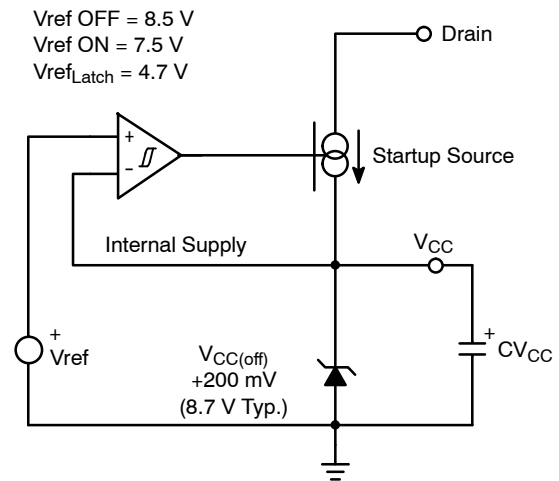 Vref OFF = 8.5 V
Vref ON = 7.5 V
VrefLatch = 4.7 V
Drain
+
-
Startup Source
Internal Supply
VCC
+
Vref
VCC(off)
+200 mV
(8.7 V Typ.)
+
CVCC